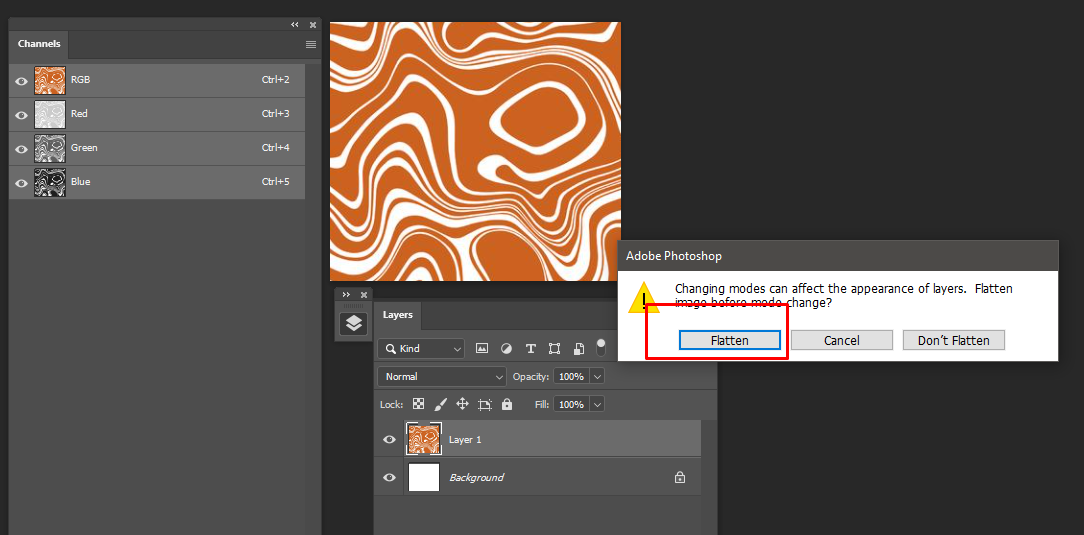 Channels
RGB Ctrl+2
Red Ctrl+3
Green Ctrl+4
Blue Ctrl+5
Adobe Photoshop
Changing modes can affect the appearance of layers.  Flatten
image before mode change?
Flatten Cancel Don't Flatten
Layers
Kind
Normal Opacity: 100%
Lock: Fill: 100%
Layer 1
Background